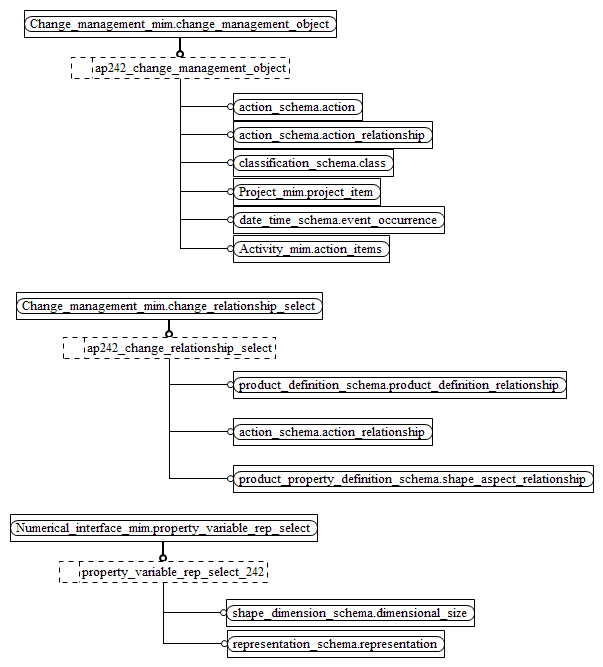 Change_management_mim.change_management_object
ap242_change_management_object
action_schema.action
action_schema.action_relationship
classification_schema.class
Project_mim.project_item
date_time_schema.event_occurrence
Activity_mim.action_items
Change_management_mim.change_relationship_select
ap242_change_relationship_select
product_definition_schema.product_definition_relationship
action_schema.action_relationship
product_property_definition_schema.shape_aspect_relationship
Numerical_interface_mim.property_variable_rep_select
property_variable_rep_select_242
shape_dimension_schema.dimensional_size
representation_schema.representation